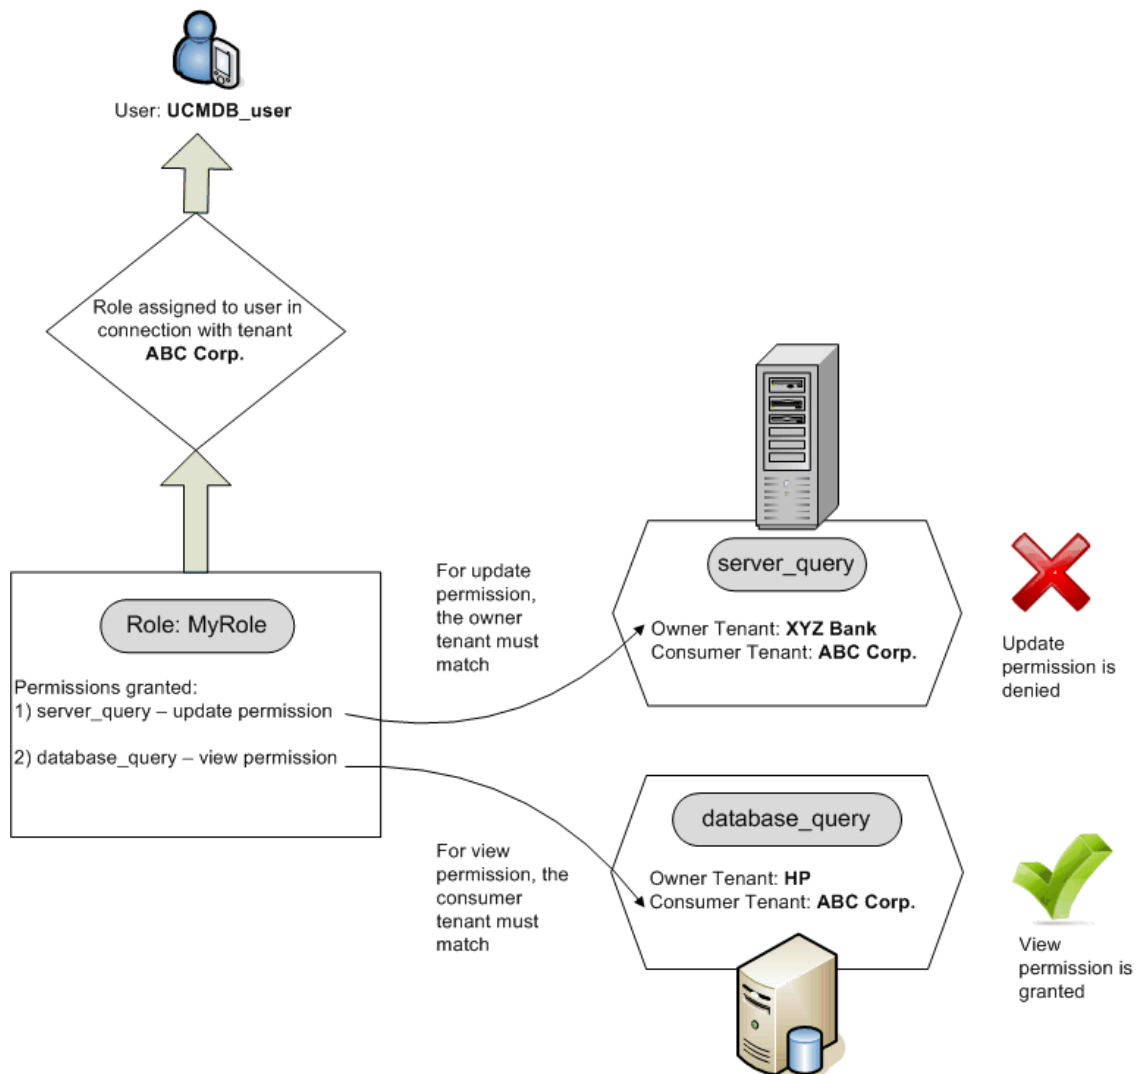 User: UCMDB_user
Role assigned to user in
connection with tenant
ABC Corp.
Role: MyRole
Permissions granted:
1) server_query – update permission
2) database_query – view permission
For update
permission,
the owner
tenant must
match
server_query
Owner Tenant: XYZ Bank
Consumer Tenant: ABC Corp.
Update
permission is
denied
For view
permission, the
consumer
tenant must
match
database_query
Owner Tenant: HP
Consumer Tenant: ABC Corp.
View
permission is
granted